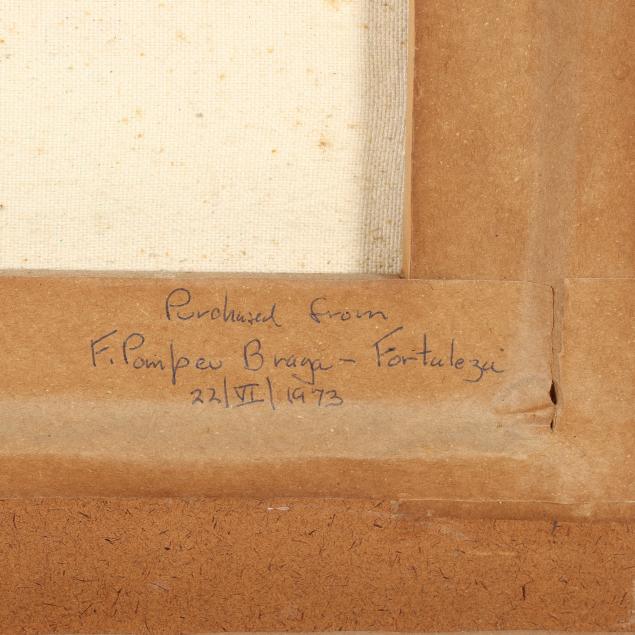 Purchased from
F. Pompeu Braga - Fortaleza
22/VI/1973